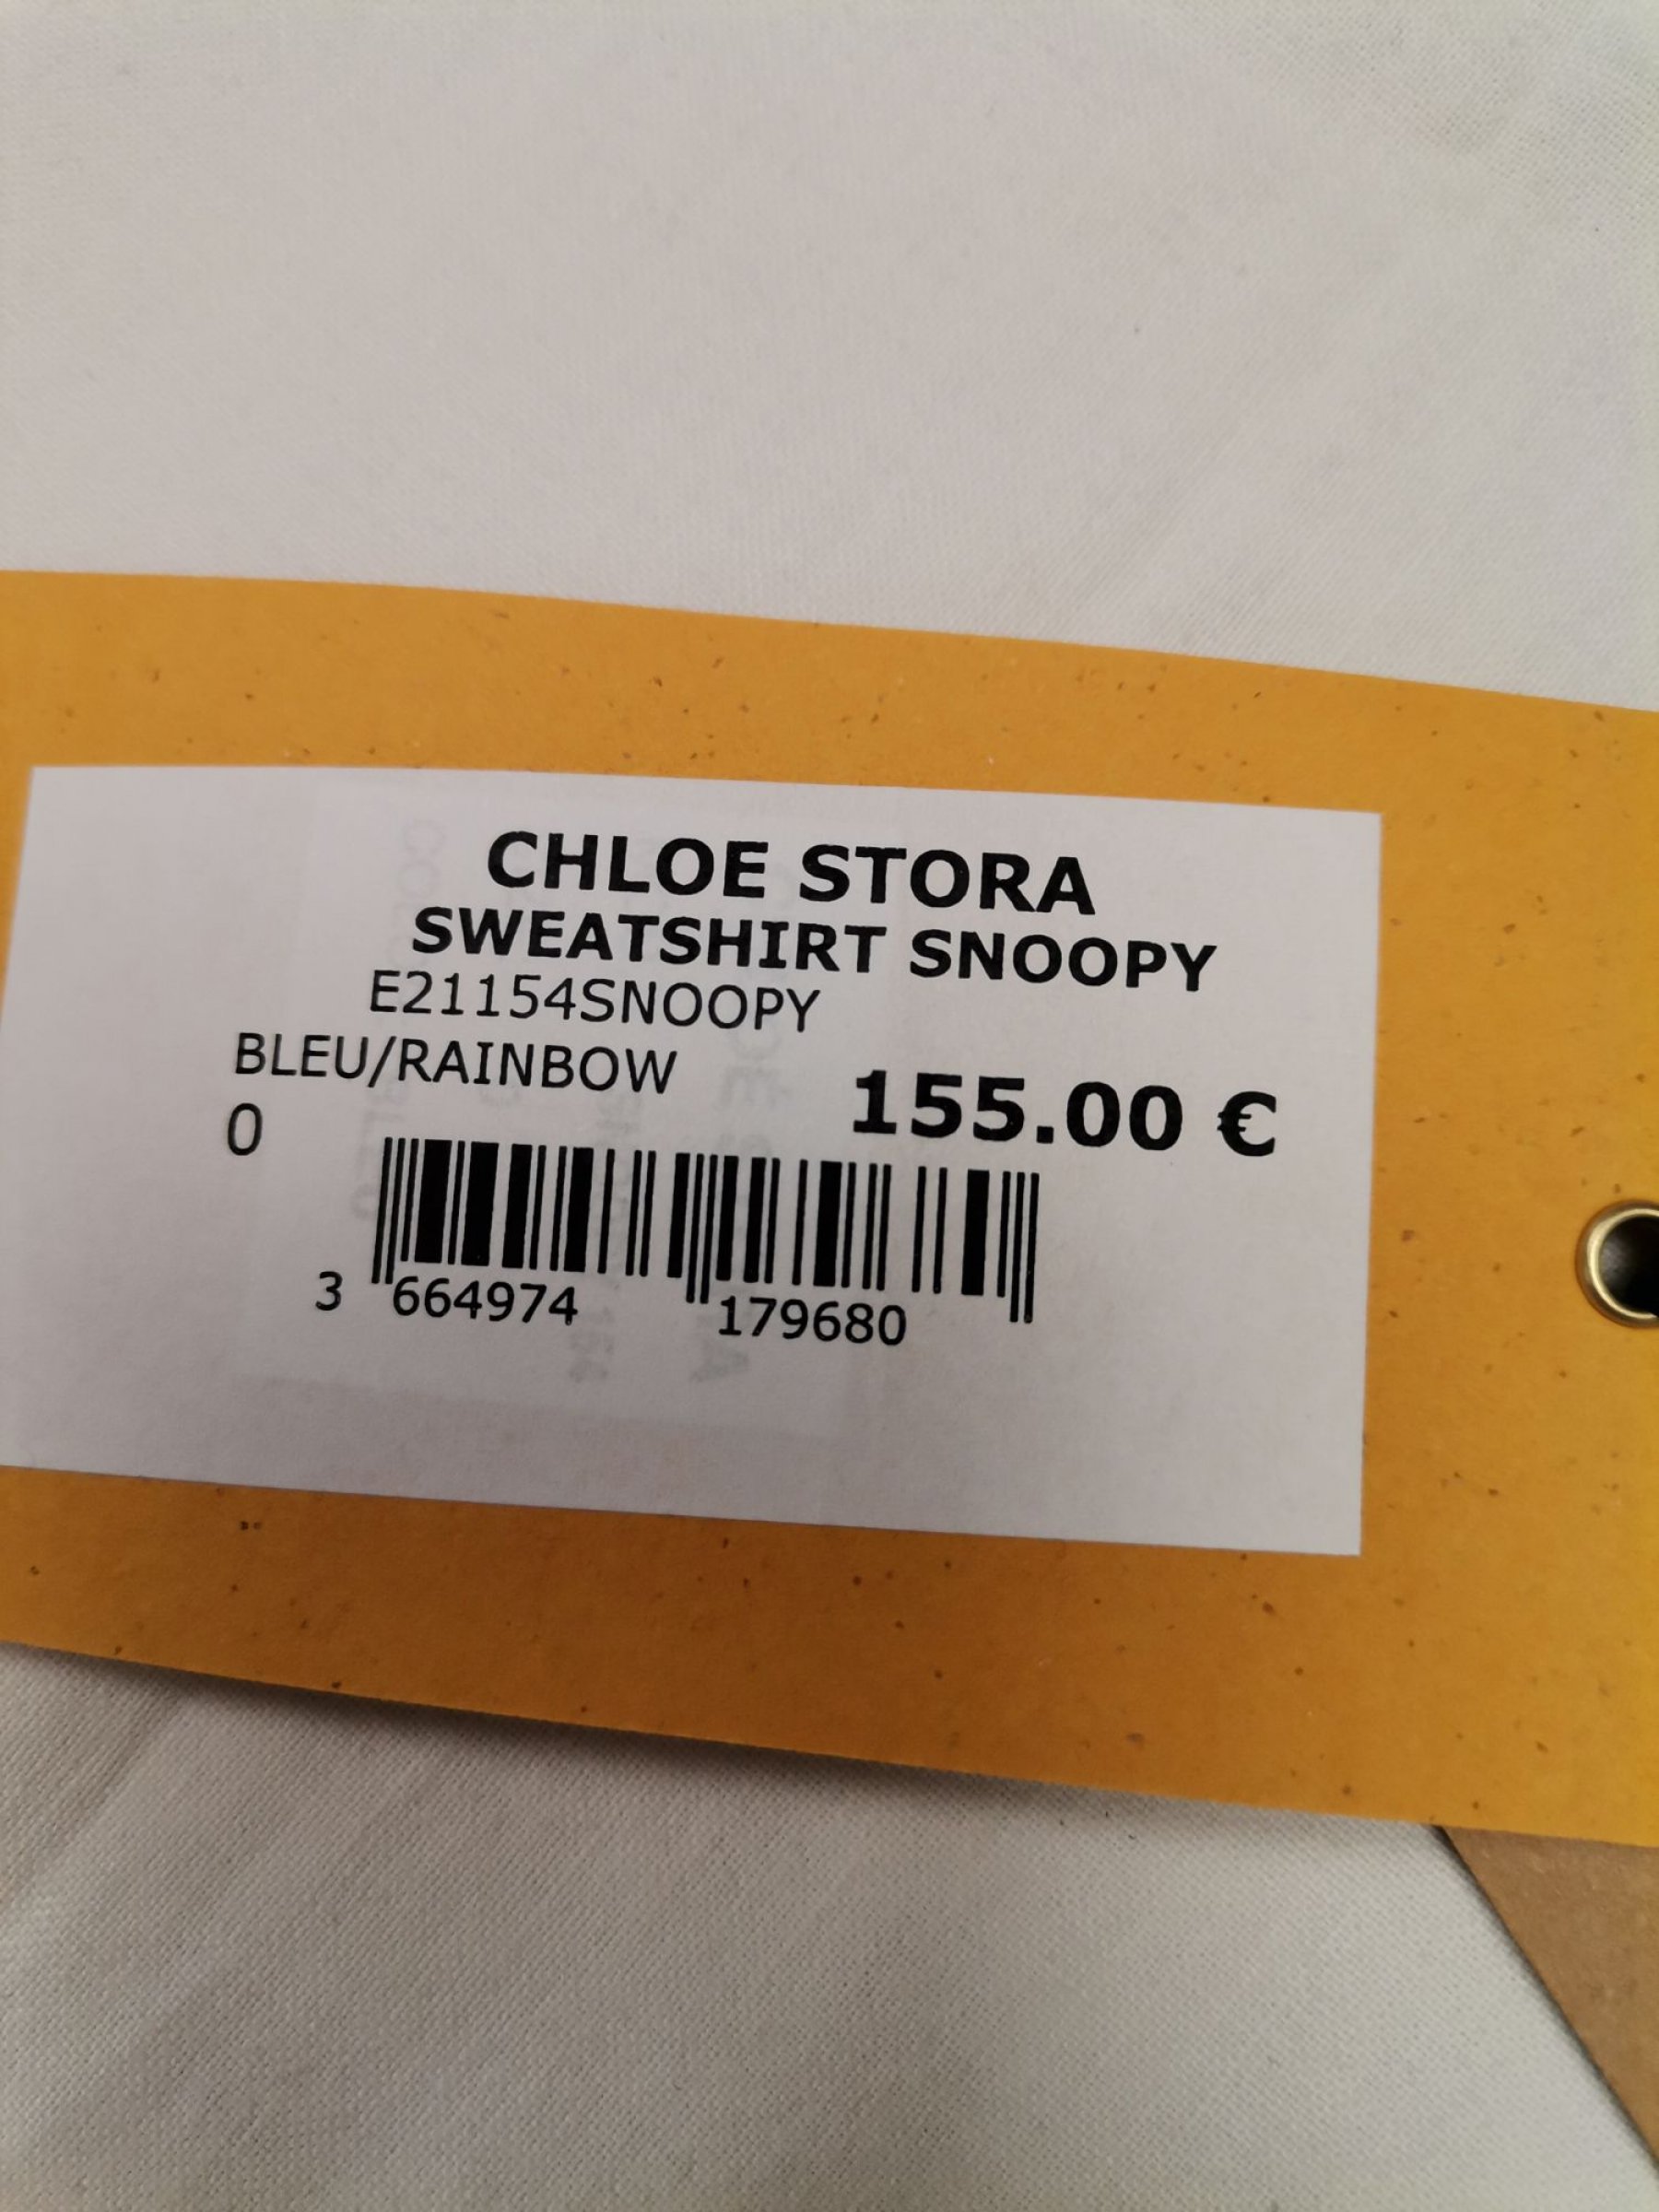 CHLOE STORA
SWEATSHIRT SNOOPY
E21154SNOOPY
BLEU/RAINBOW
155.00 €
0
3 664974 179680